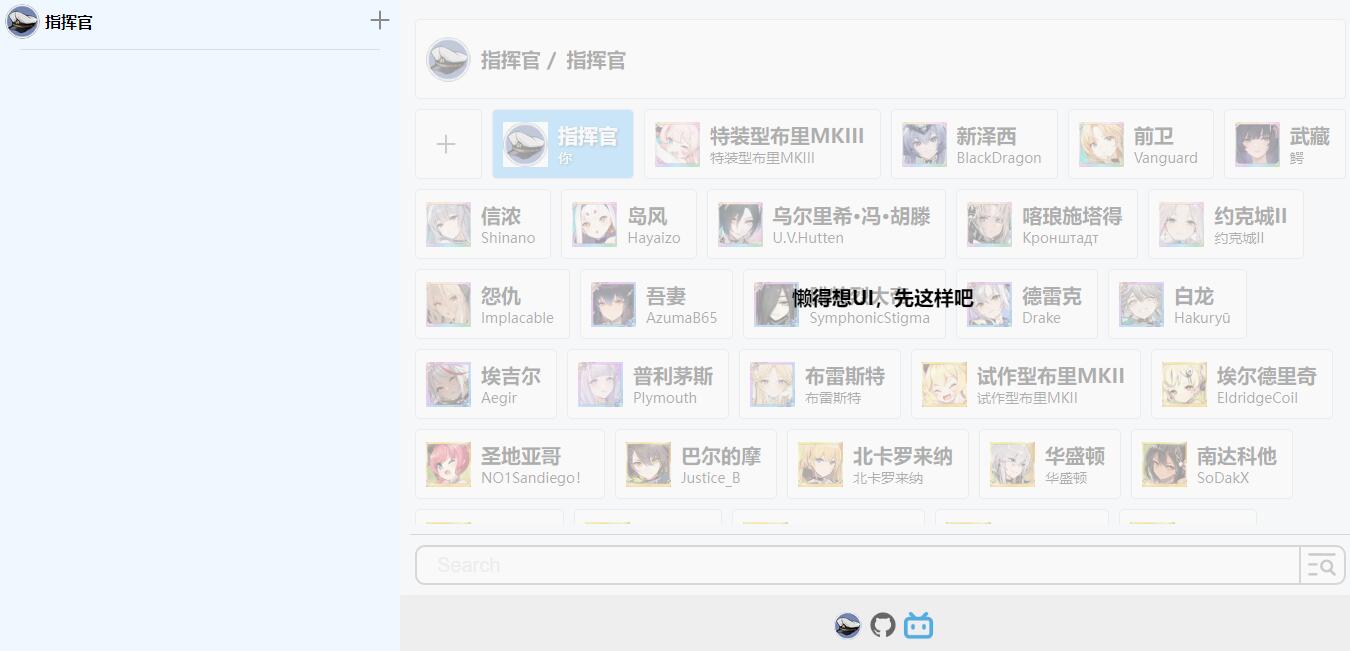 指挥官
指挥官 / 指挥官
指挥官
你
特装型布里MKIII
特装型布里MKIII
新泽西
BlackDragon
前卫
Vanguard
武藏
鳄
信浓
Shinano
岛风
Hayaizo
乌尔里希·冯·胡滕
U.V.Hutten
喀琅施塔得
Кронштадт
约克城II
约克城II
怨仇
Implacable
吾妻
AzumaB65
懒得想UI，先这样吧
SymphonicStigma
德雷克
Drake
白龙
Hakuryū
埃吉尔
Aegir
普利茅斯
Plymouth
布雷斯特
布雷斯特
试作型布里MKII
试作型布里MKII
埃尔德里奇
EldridgeCoil
圣地亚哥
NO1Sandiego!
巴尔的摩
Justice_B
北卡罗来纳
北卡罗来纳
华盛顿
华盛顿
南达科他
SoDakX
Search